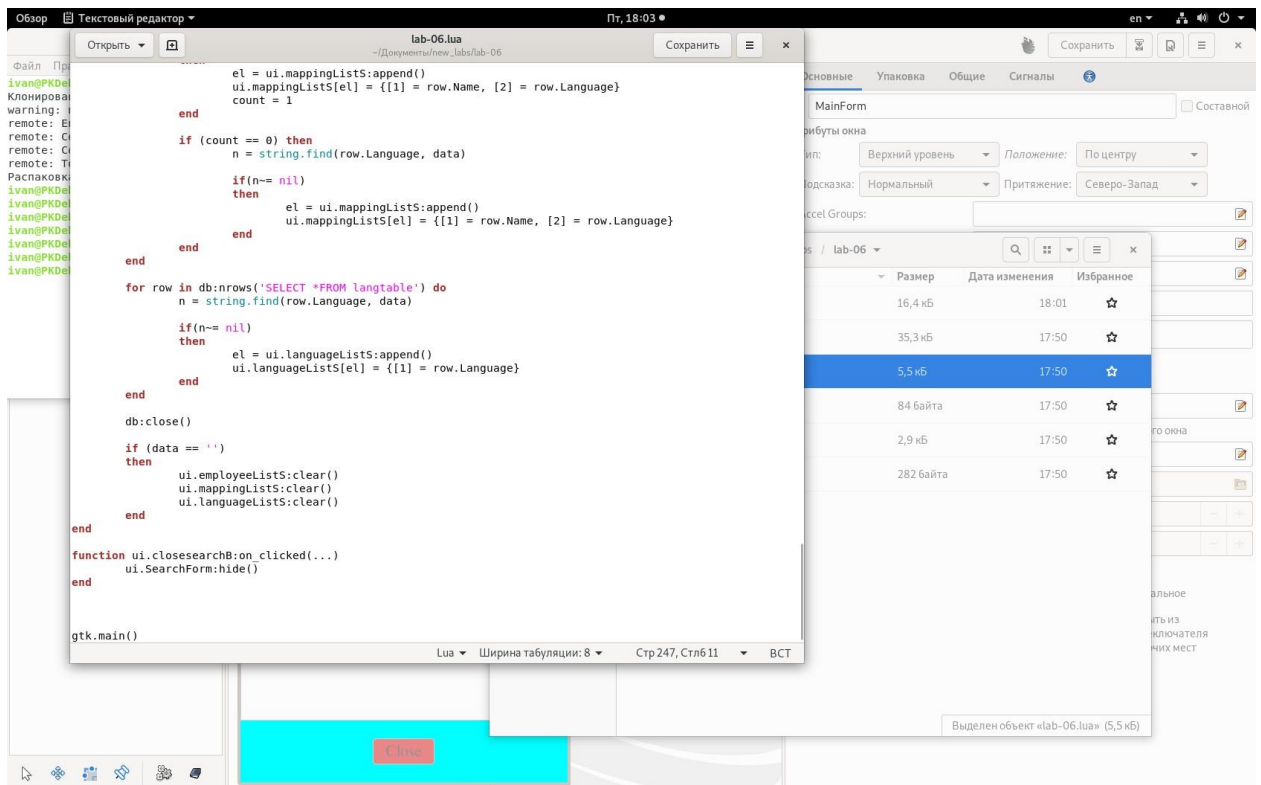 Обзор
Текстовый редактор
Пт, 18:03
en
Открыть
lab-06.lua
~/Документы/new_labs/lab-06
Сохранить
Сохранить
Файл
Основные Упаковка Общие Сигналы
MainForm
Составной
Тип: Верхний уровень Положение: По центру
Подсказка: Нормальный Притяжение: Северо-Запад
Accel Groups:
ivan@PKDe
warning:
remote:
remote:
remote:
remote:
ivan@PKDe
ivan@PKDe
ivan@PKDe
ivan@PKDe
ivan@PKDe
ivan@PKDe
then
el = ui.mappingListS:append()
ui.mappingListS[el] = {[1] = row.Name, [2] = row.Language}
count = 1
end
if (count == 0) then
n = string.find(row.Language, data)
if(n~= nil)
then
el = ui.mappingListS:append()
ui.mappingListS[el] = {[1] = row.Name, [2] = row.Language}
end
end
end
for row in db:nrows('SELECT *FROM langtable') do
n = string.find(row.Language, data)
if(n~= nil)
then
el = ui.languageListS:append()
ui.languageListS[el] = {[1] = row.Language}
end
end
db:close()
if (data == '')
then
ui.employeeListS:clear()
ui.mappingListS:clear()
ui.languageListS:clear()
end
end
function ui.closesearchB:on_clicked(...)
ui.SearchForm:hide()
end
gtk.main()
Lua Ширина табуляции: 8 Стр 247, Стлб 11 ВСТ
/ lab-06
Размер Дата изменения Избранное
16,4 кБ 18:01
35,3 кБ 17:50
5,5 кБ 17:50
84 байта 17:50
2,9 кБ 17:50
282 байта 17:50
окна
из
мест
Выделен объект «lab-06.lua» (5,5 кБ)
Close